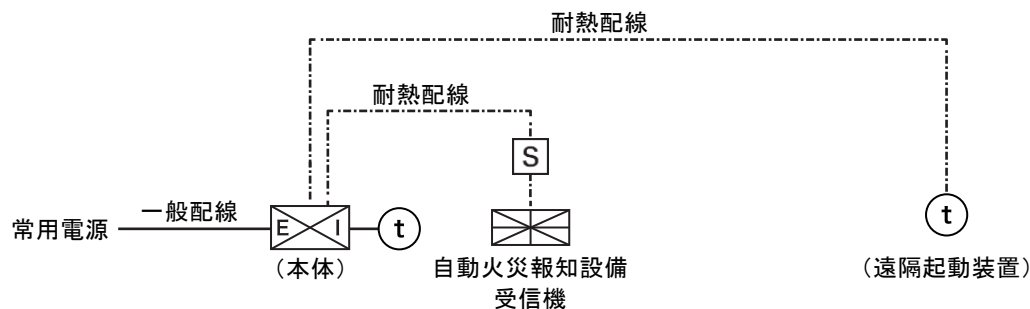 耐熱配線
耐熱配線
S
一般配線
常用電源
E I
t
t
（本体）
自動火災報知設備
受信機
（遠隔起動装置）